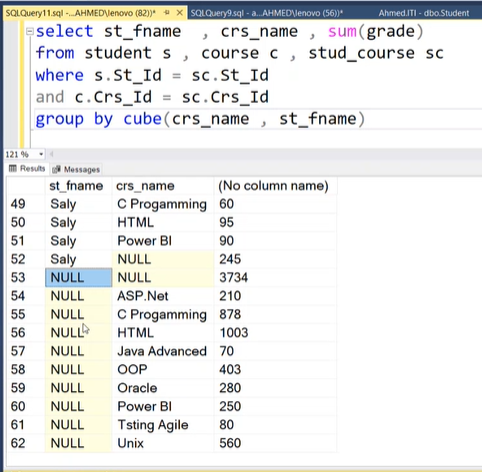 SQLQuery11.sql -...AHMED\lenovo (82))* SQLQuery9.sql - a...AHMED\lenovo (56))* Ahmed.ITI - dbo.Student
select st_fname , crs_name , sum(grade)
from student s , course c , stud_course sc
where s.St_Id = sc.St_Id
and c.Crs_Id = sc.Crs_Id
group by cube(crs_name , st_fname)
121 %
Results Messages
st_fname crs_name (No column name)
49 Saly C Progamming 60
50 Saly HTML 95
51 Saly Power BI 90
52 Saly NULL 245
53 NULL NULL 3734
54 NULL ASP.Net 210
55 NULL C Progamming 878
56 NULL HTML 1003
57 NULL Java Advanced 70
58 NULL OOP 403
59 NULL Oracle 280
60 NULL Power BI 250
61 NULL Tsting Agile 80
62 NULL Unix 560